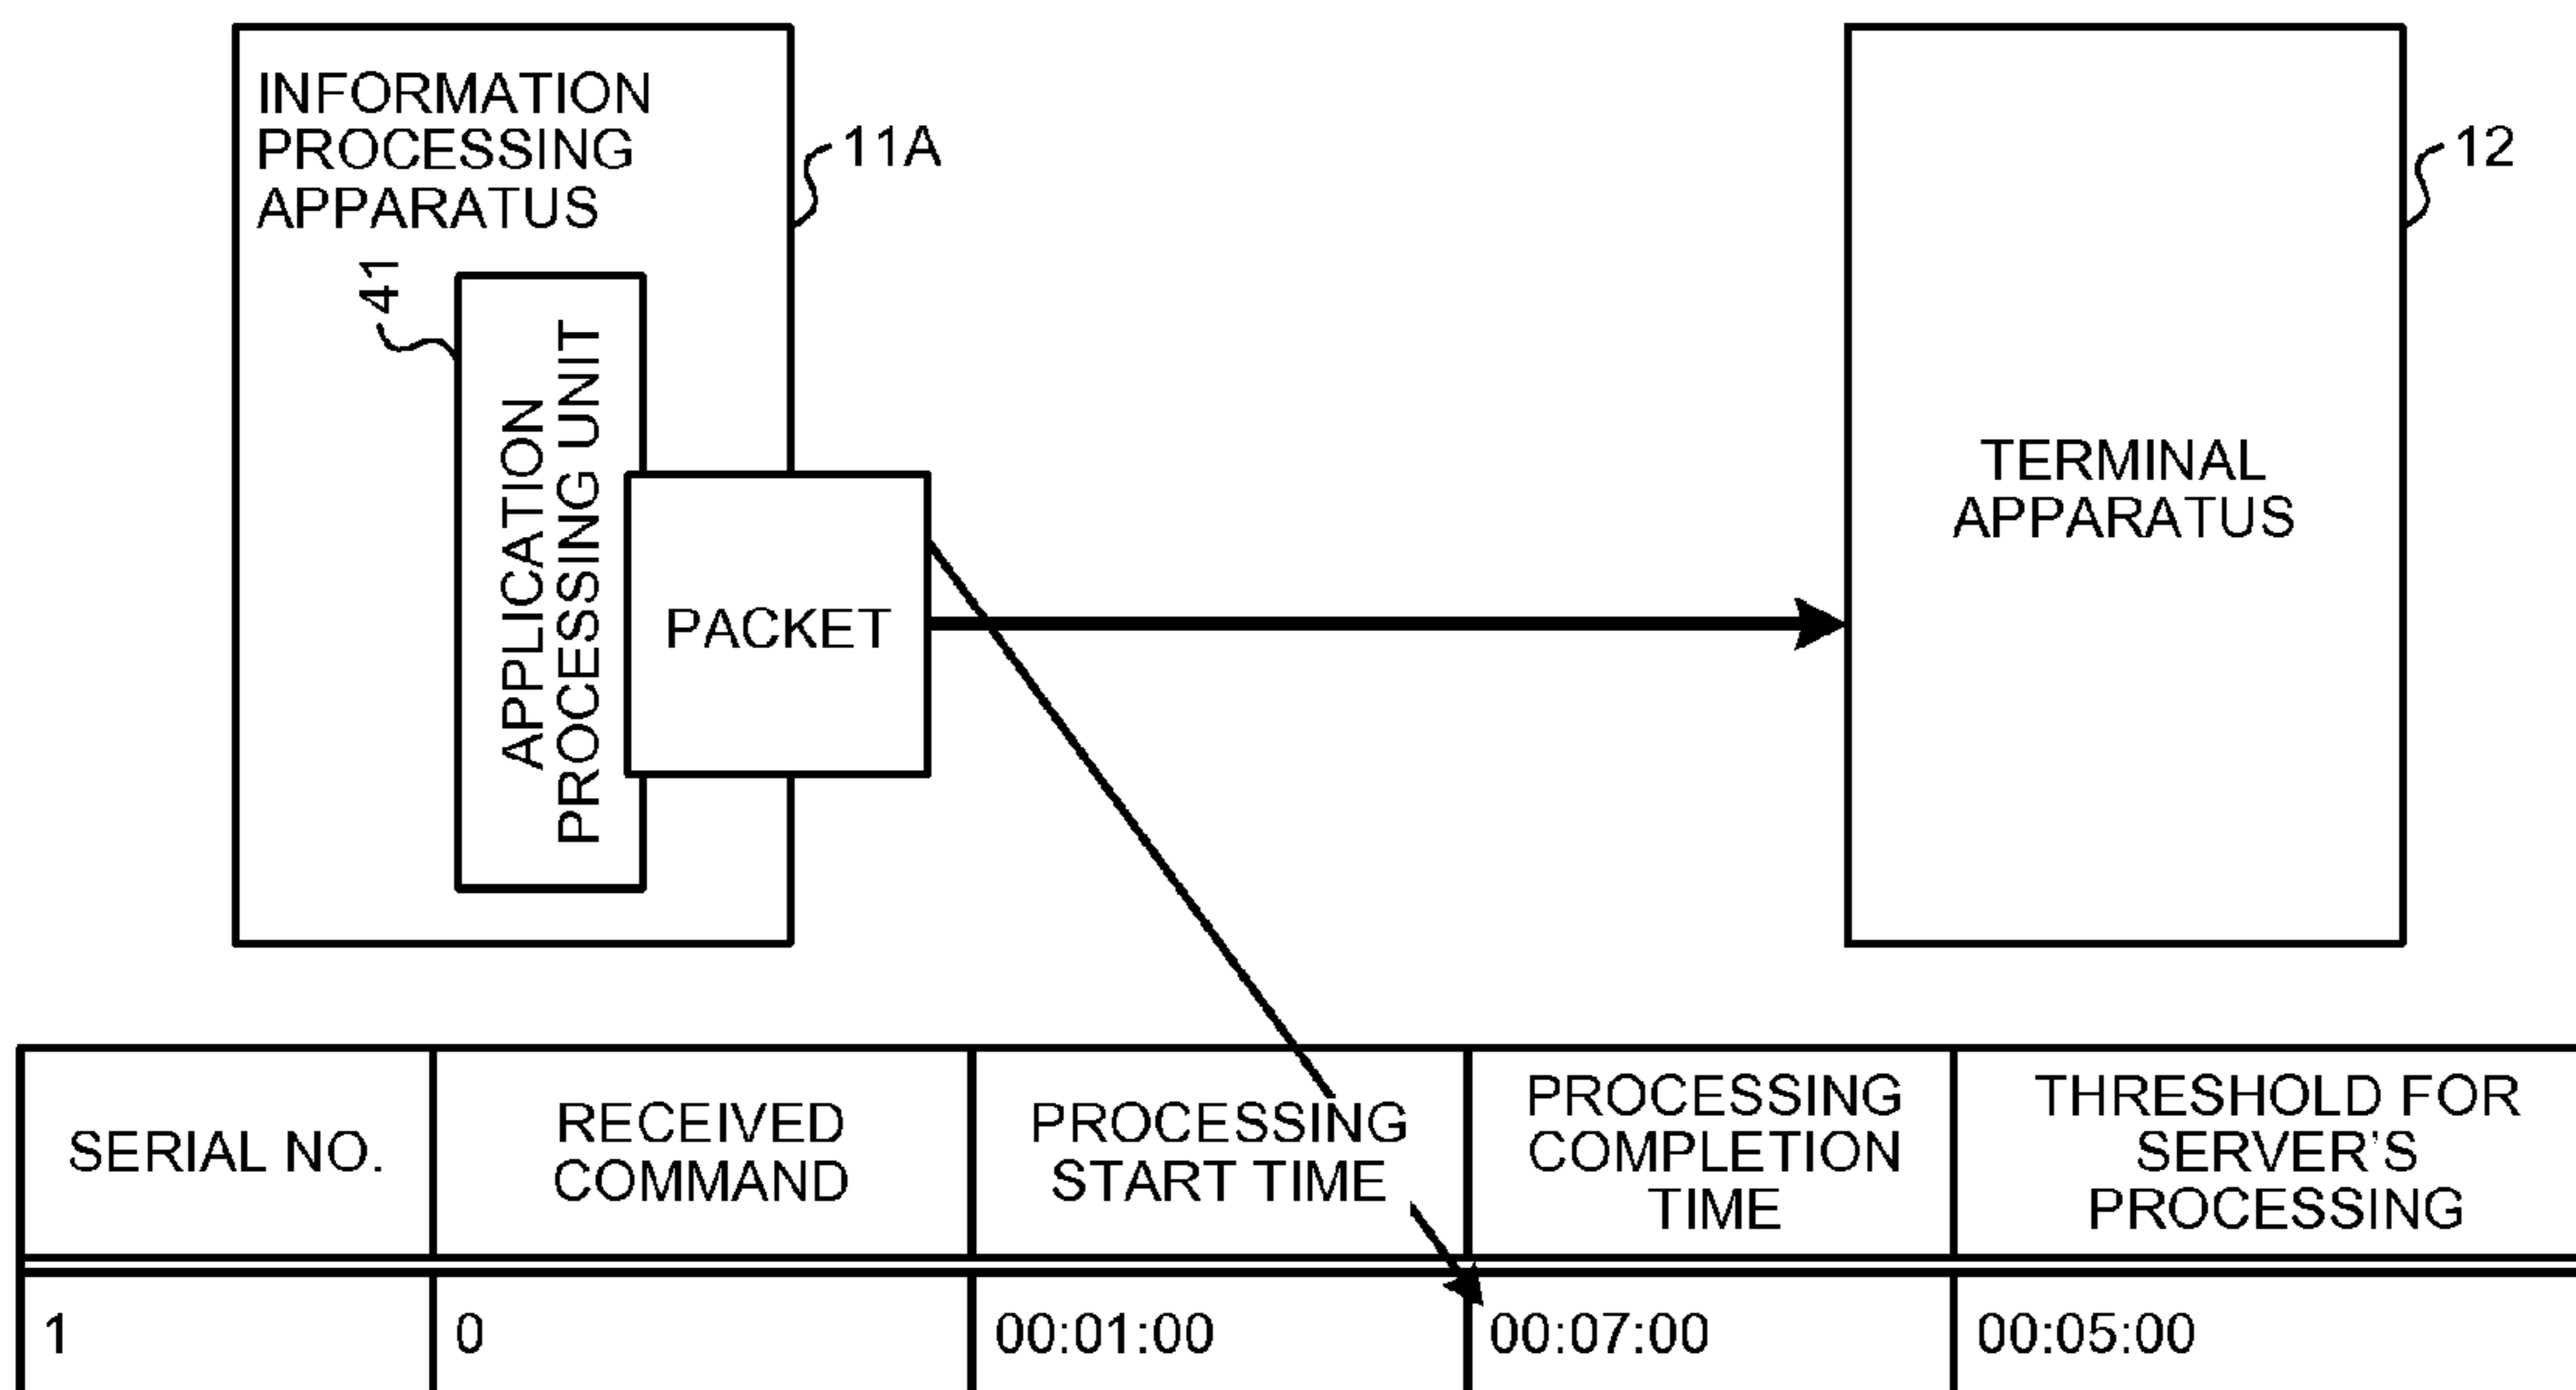 INFORMATION
PROCESSING
APPARATUS
11A
41
APPLICATION
PROCESSING UNIT
PACKET
TERMINAL
APPARATUS
12
SERIAL NO.
RECEIVED
COMMAND
PROCESSING
START TIME
PROCESSING
COMPLETION
TIME
THRESHOLD FOR
SERVER'S
PROCESSING
1
0
00:01:00
00:07:00
00:05:00